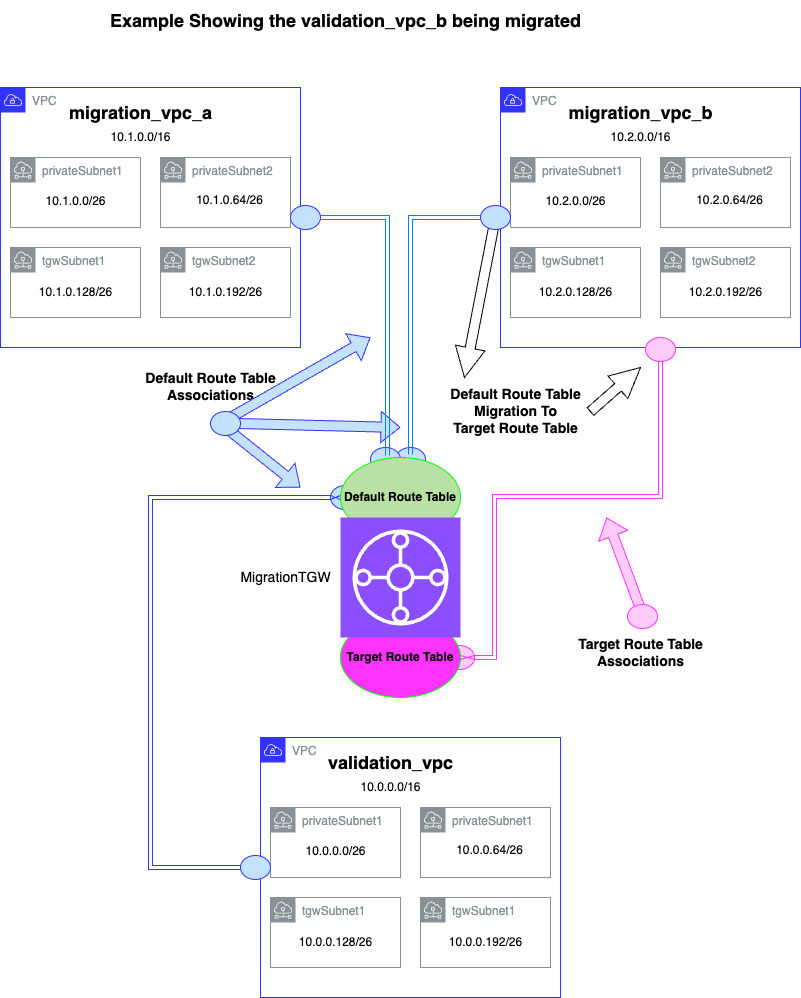 Example Showing the validation_vpc_b being migrated
VPC
migration_vpc_a
10.1.0.0/16
privateSubnet1
10.1.0.0/26
privateSubnet2
10.1.0.64/26
tgwSubnet1
10.1.0.128/26
tgwSubnet2
10.1.0.192/26
VPC
migration_vpc_b
10.2.0.0/16
privateSubnet1
10.2.0.0/26
privateSubnet2
10.2.0.64/26
tgwSubnet1
10.2.0.128/26
tgwSubnet2
10.2.0.192/26
Default Route Table
Associations
Default Route Table
Migration To
Target Route Table
Default Route Table
MigrationTGW
Target Route Table
Target Route Table
Associations
VPC
validation_vpc
10.0.0.0/16
privateSubnet1
10.0.0.0/26
privateSubnet1
10.0.0.64/26
tgwSubnet1
10.0.0.128/26
tgwSubnet1
10.0.0.192/26